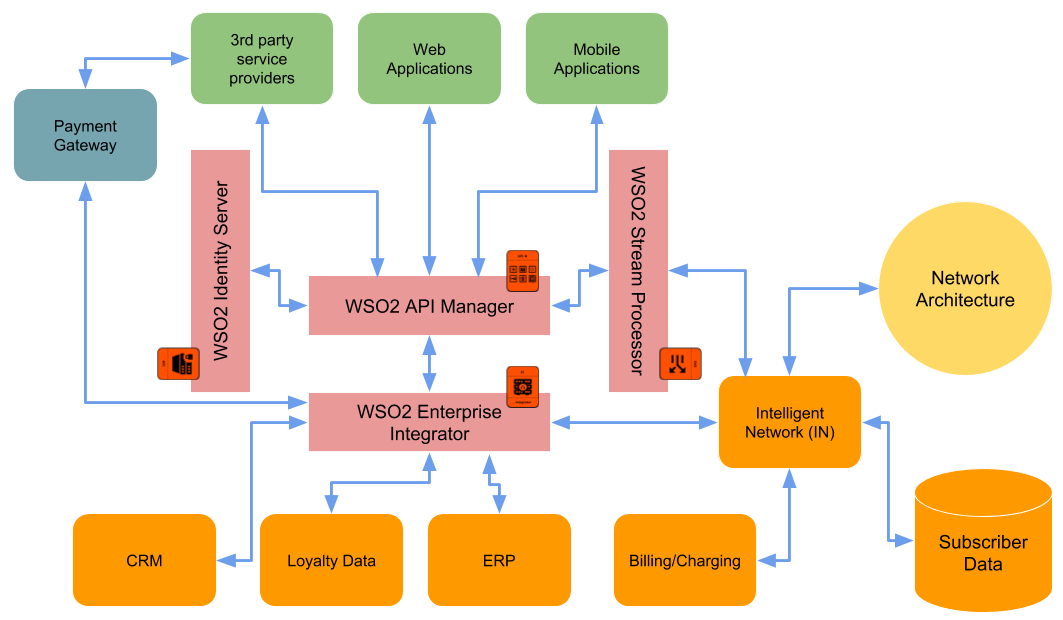 3rd party
service
providers
Web
Applications
Mobile
Applications
Payment
Gateway
WSO2 Identity Server
WSO2 Stream Processor
WSO2 API Manager
Network
Architecture
WSO2 Enterprise
Integrator
Intelligent
Network (IN)
CRM
Loyalty Data
ERP
Billing/Charging
Subscriber
Data